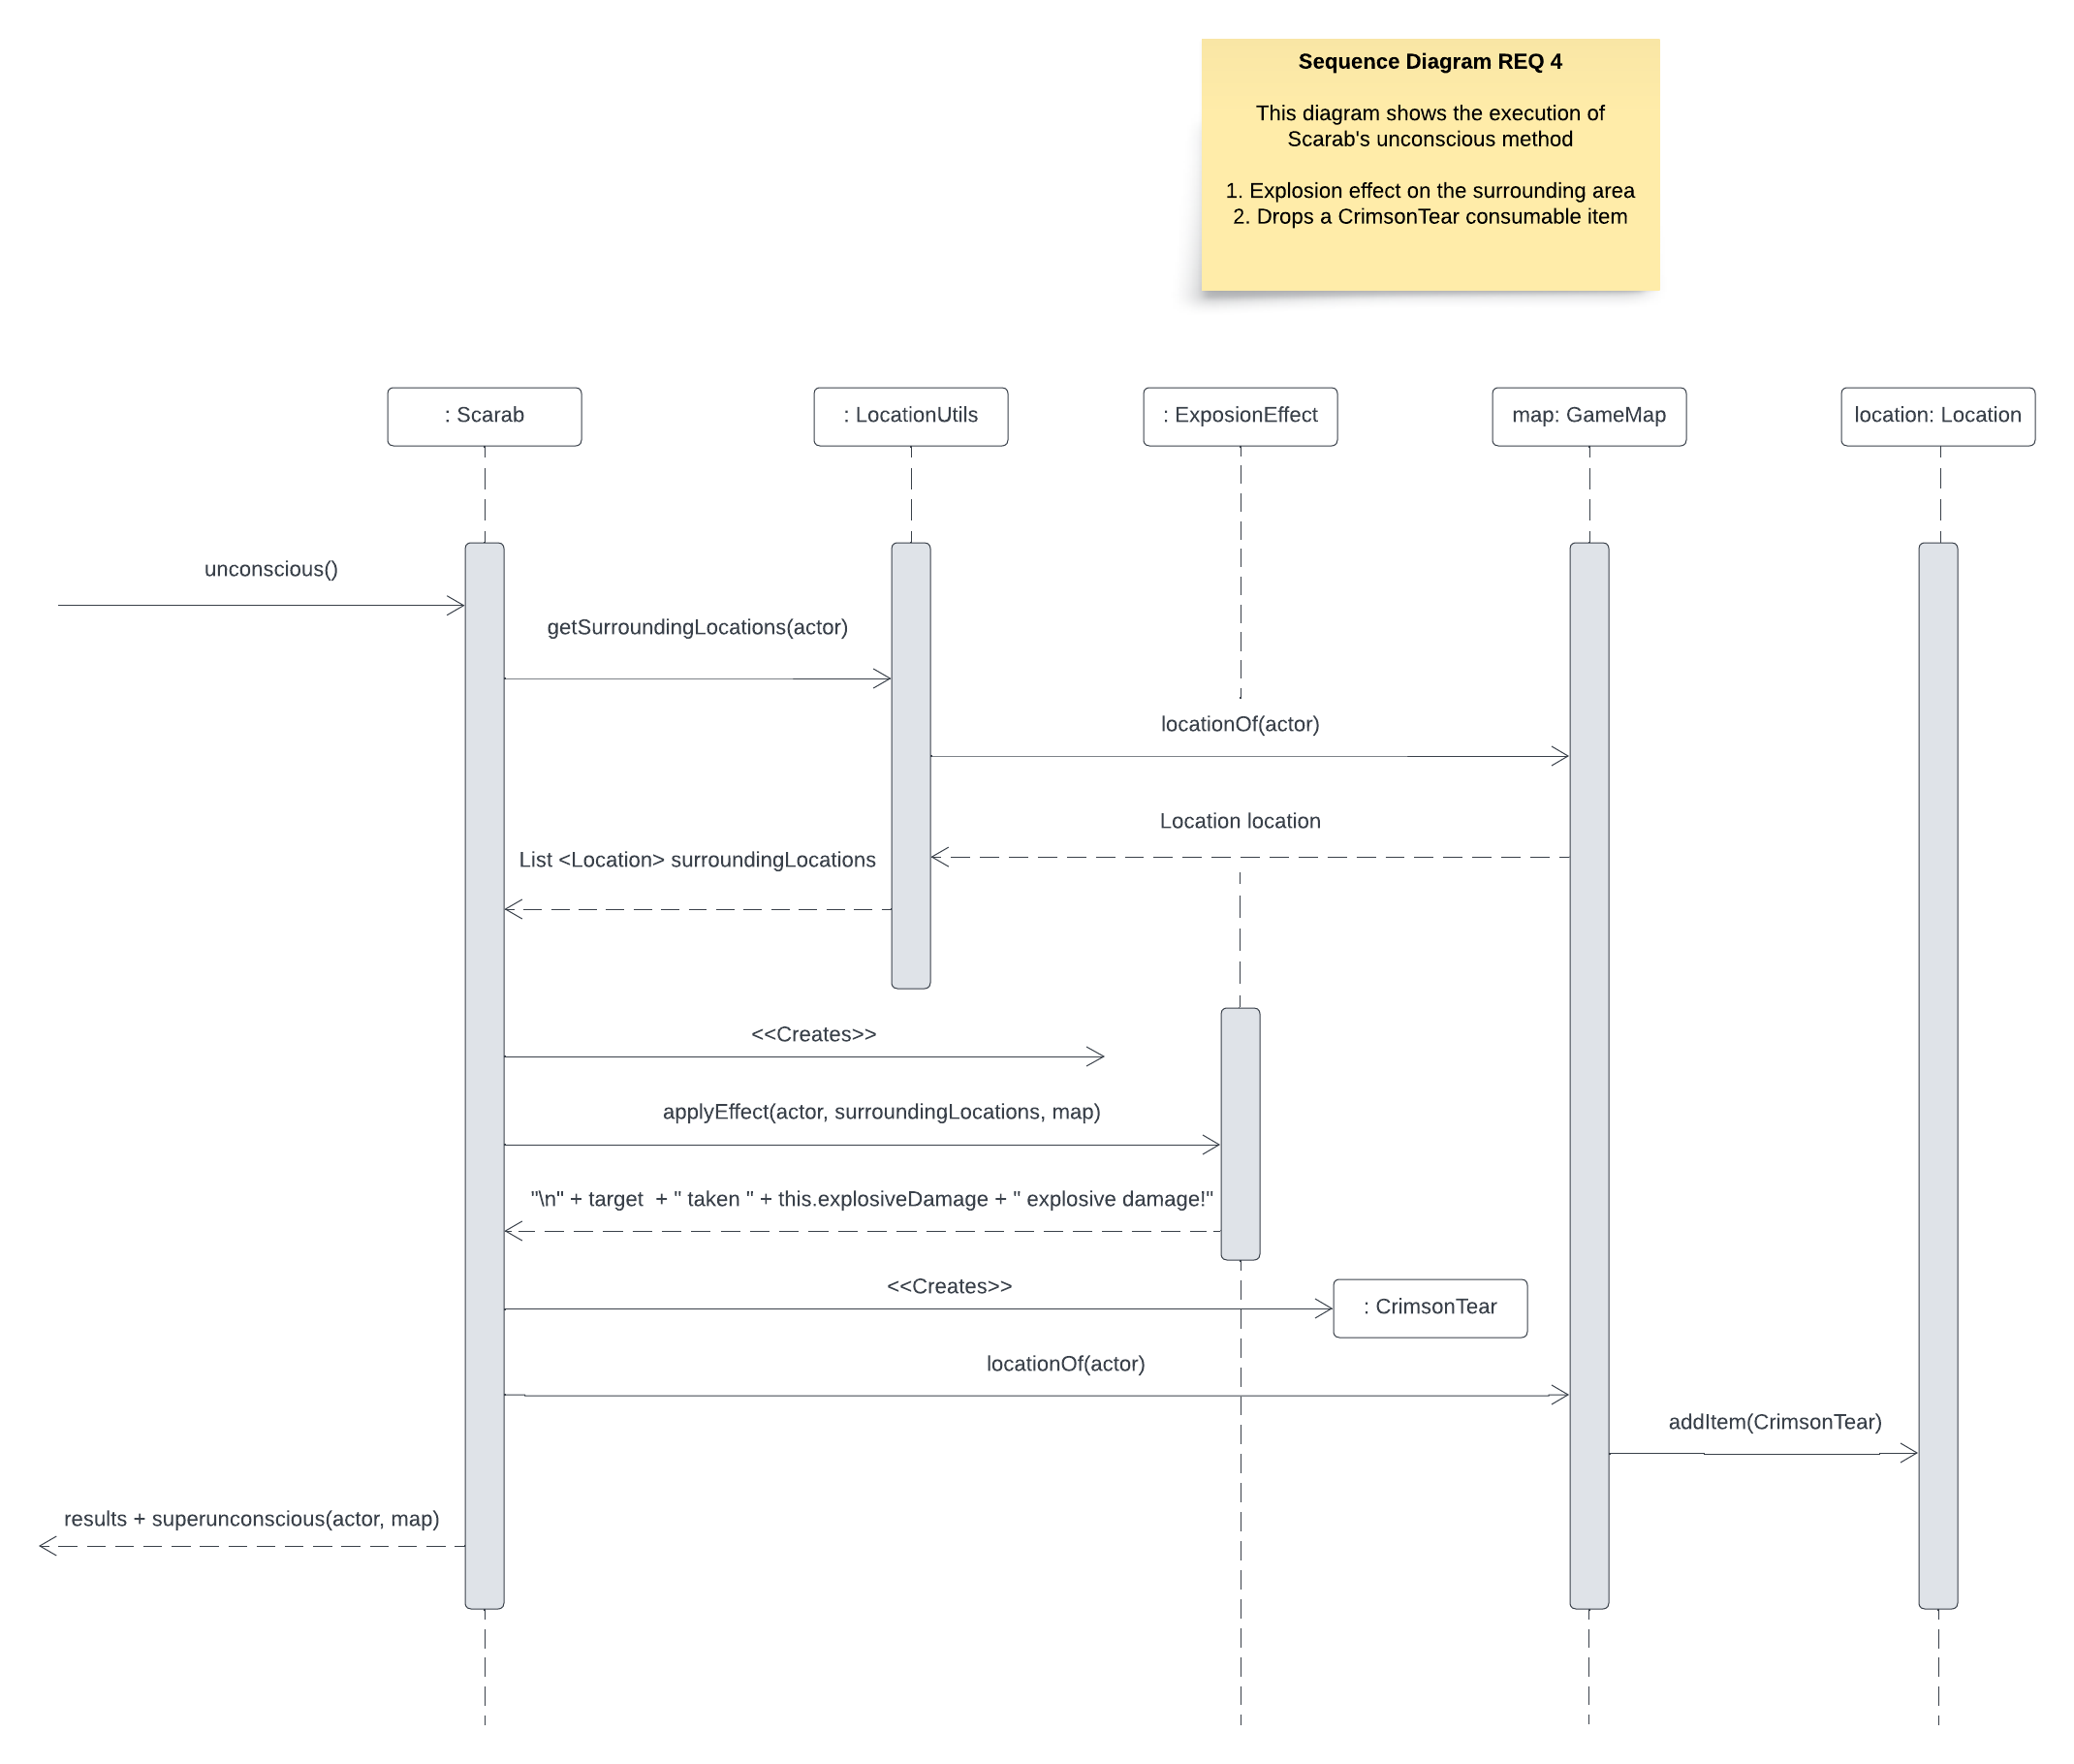 Sequence Diagram REQ 4
This diagram shows the execution of
Scarab's unconscious method
1. Explosion effect on the surrounding area
2. Drops a CrimsonTear consumable item
: Scarab
: LocationUtils
: ExposionEffect
map: GameMap
location: Location
unconscious()
getSurroundingLocations(actor)
locationOf(actor)
Location location
List <Location> surroundingLocations
<<Creates>>
applyEffect(actor, surroundingLocations, map)
"\n" + target  + " taken " + this.explosiveDamage + " explosive damage!"
<<Creates>>
: CrimsonTear
locationOf(actor)
addItem(CrimsonTear)
results + superunconscious(actor, map)